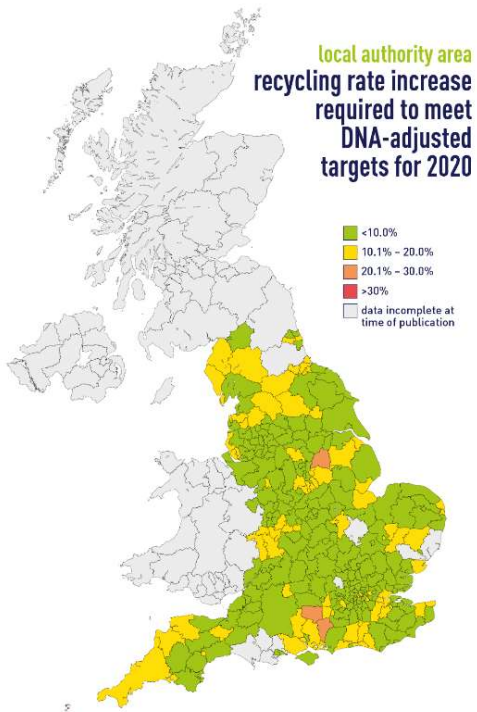 local authority area
recycling rate increase
required to meet
DNA-adjusted
targets for 2020
<10.0%
10.1% – 20.0%
20.1% – 30.0%
>30%
data incomplete at
time of publication